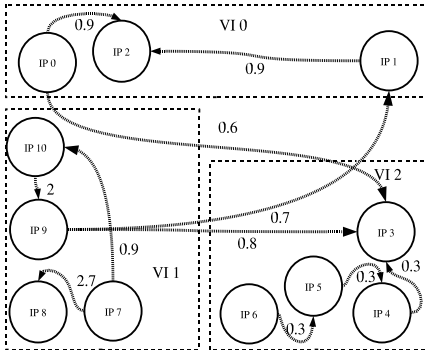 VI 0
0.9
IP 0
IP 2
0.9
IP 1
0.6
IP 10
2
IP 9
0.7
0.8
0.9
VI 1
2.7
IP 8
IP 7
VI 2
IP 3
0.3
0.3
IP 5
IP 6
0.3
IP 4